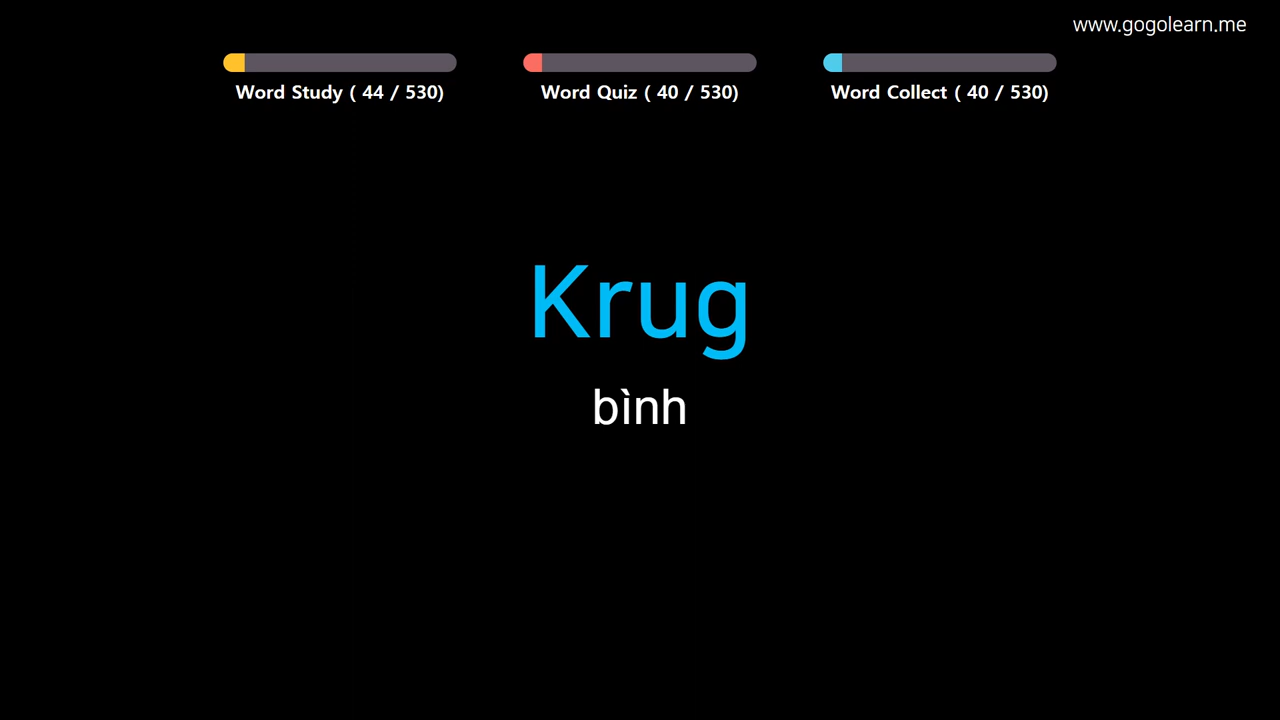 www.gogolearn.me
Word Study ( 44 / 530)
Word Quiz ( 40 / 530)
Word Collect ( 40 / 530)
Krug
bình